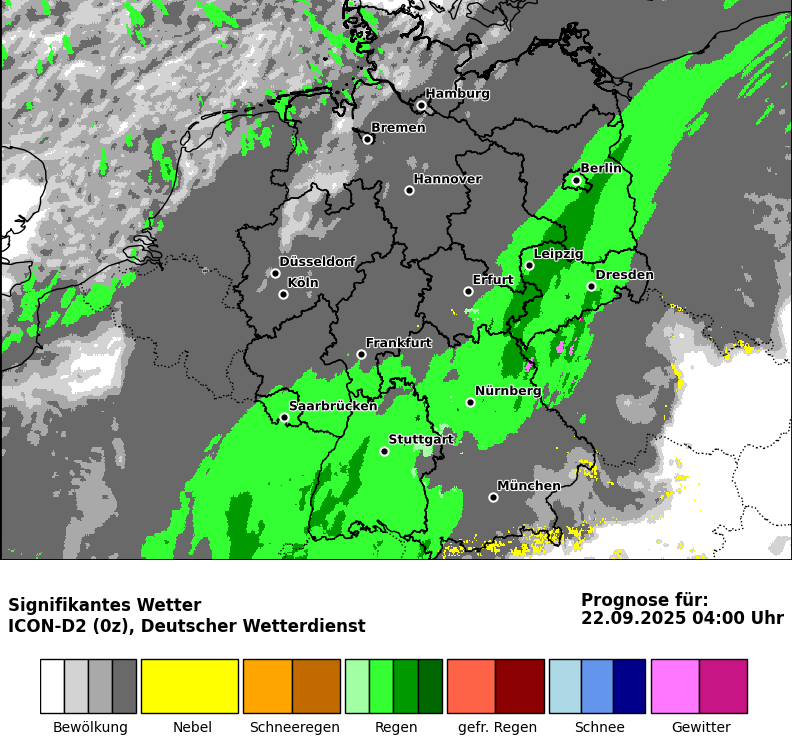 Hamburg
Bremen
Berlin
Hannover
Leipzig
Düsseldorf
Dresden
Köln
Erfurt
Frankfurt
Nürnberg
Saarbrücken
Stuttgart
München
Signifikantes Wetter
ICON-D2 (0z), Deutscher Wetterdienst
Prognose für:
22.09.2025 04:00 Uhr
Bewölkung
Nebel
Schneeregen
Regen
gefr. Regen
Schnee
Gewitter